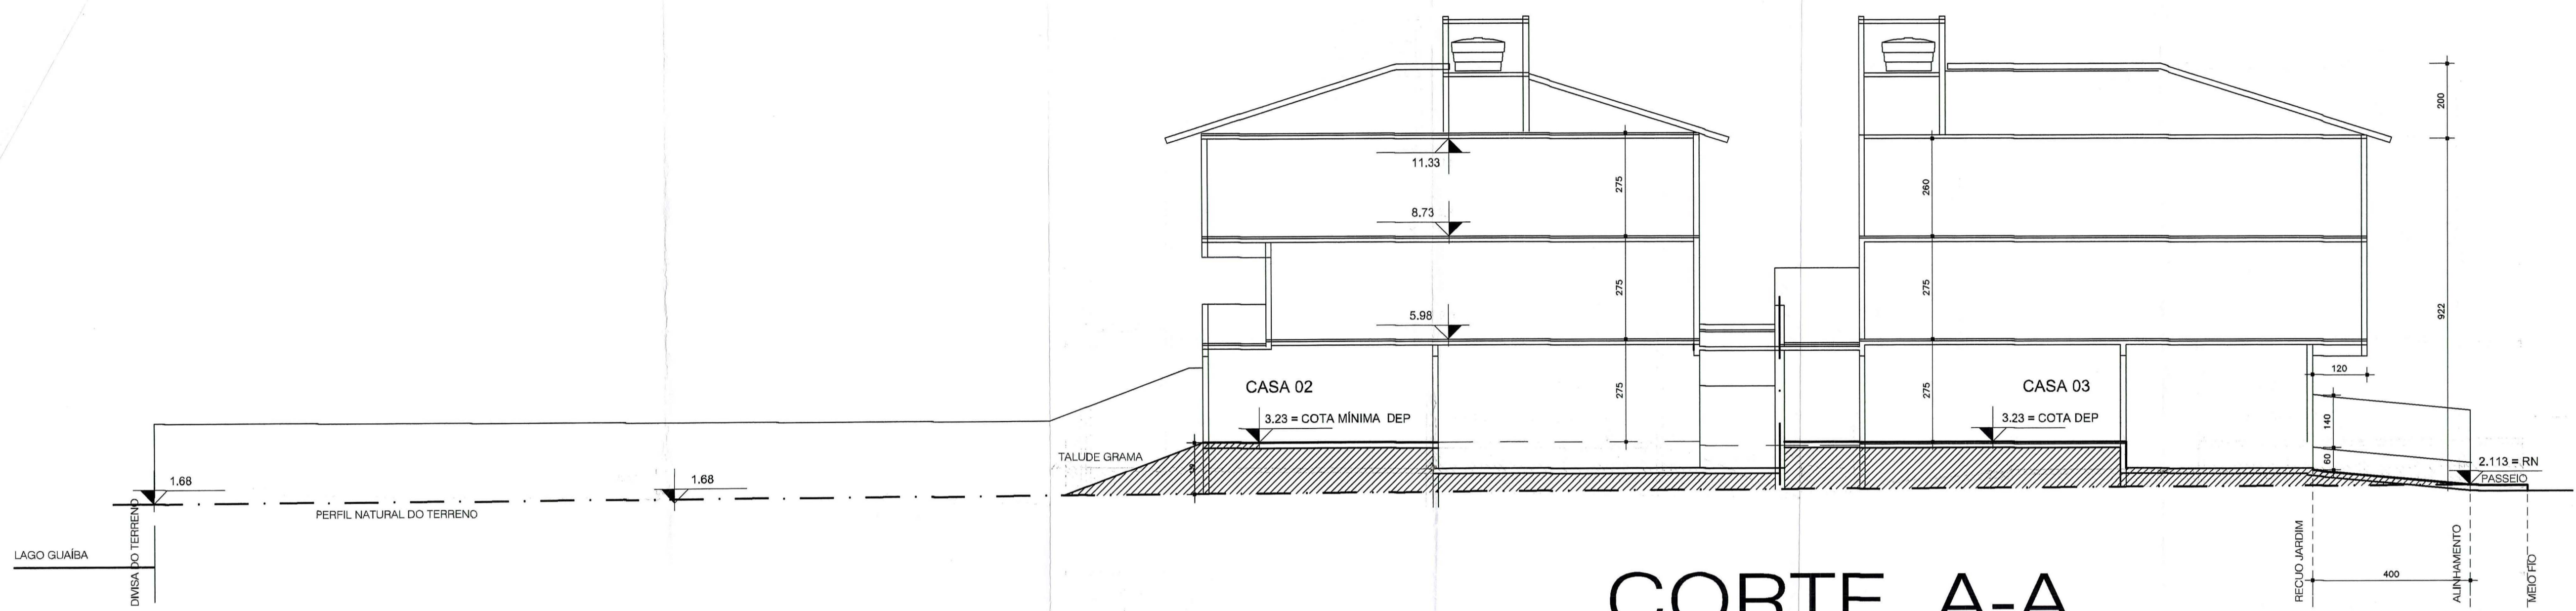 200
11.33
275
260
8.73
922
275
275
5.98
CASA 02
CASA 03
120
275
275
3.23 = COTA MÍNIMA DEP
3.23 = COTA DEP
140
TALUDE GRAMA
60
2.113 = RN
PASSEIO
1.68
1.68
PERFIL NATURAL DO TERRENO
LAGO GUAÍBA
DIVISA DO TERRENO
RECUO JARDIM
ALINHAMENTO
MEIO FIO
400
CORTE A-A